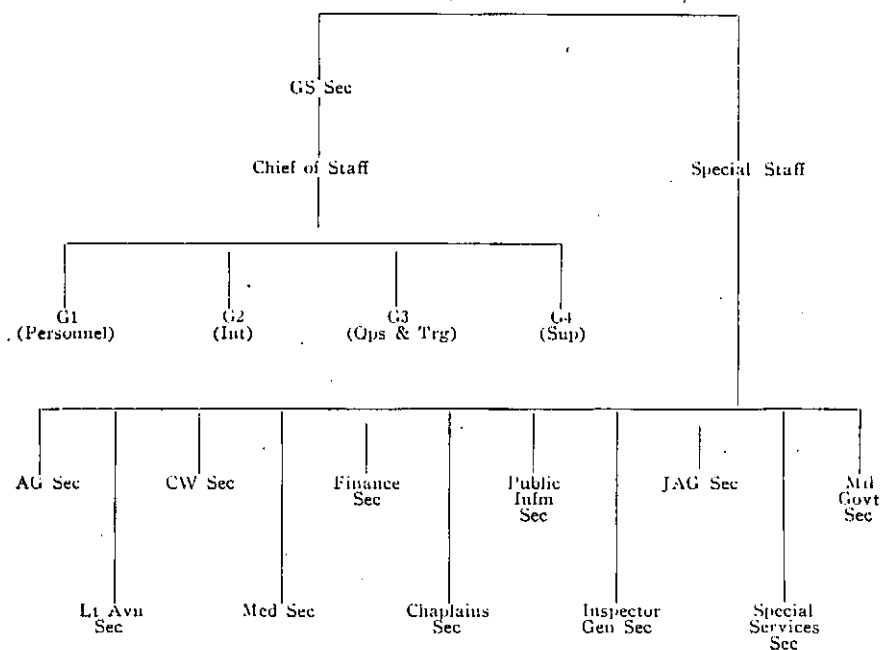 GS Sec
Chief of Staff
Special Staff
G1
(Personnel)
G2
(Int)
G3
(Ops & Trg)
G4
(Sup)
AG Sec
CW Sec
Finance
Sec
Public
Infm
Sec
JAG Sec
Mil
Govt
Sec
Lt Avn
Sec
Med Sec
Chaplains
Sec
Inspector
Gen Sec
Special
Services
Sec